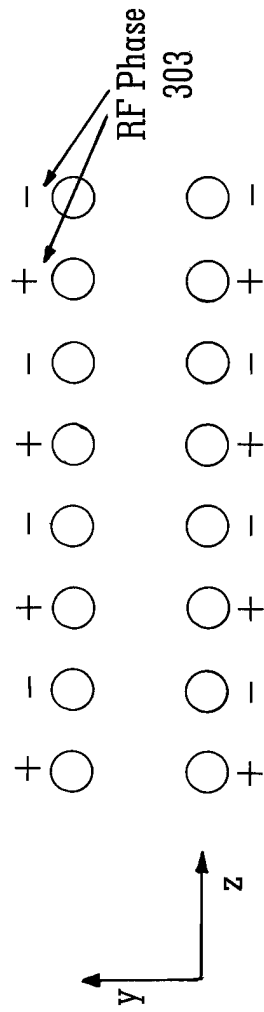 + − + − + − + −
RF Phase
303
+ − + − + − + −
y
z